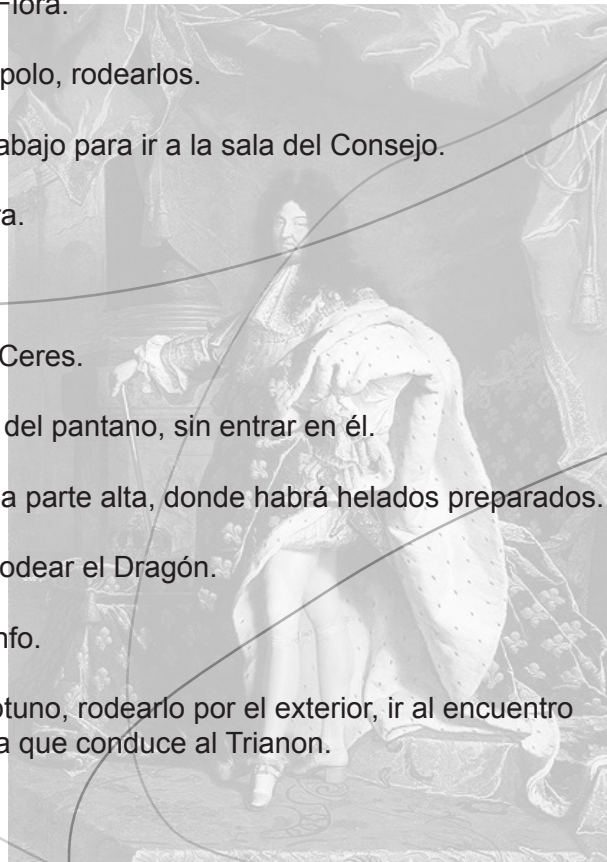 Flora.
polo, rodearlos.
abajo para ir a la sala del Consejo.
ra.
Ceres.
del pantano, sin entrar en él.
a parte alta, donde habrá helados preparados.
odear el Dragón.
nfo.
otuno, rodearlo por el exterior, ir al encuentro
a que conduce al Trianon.